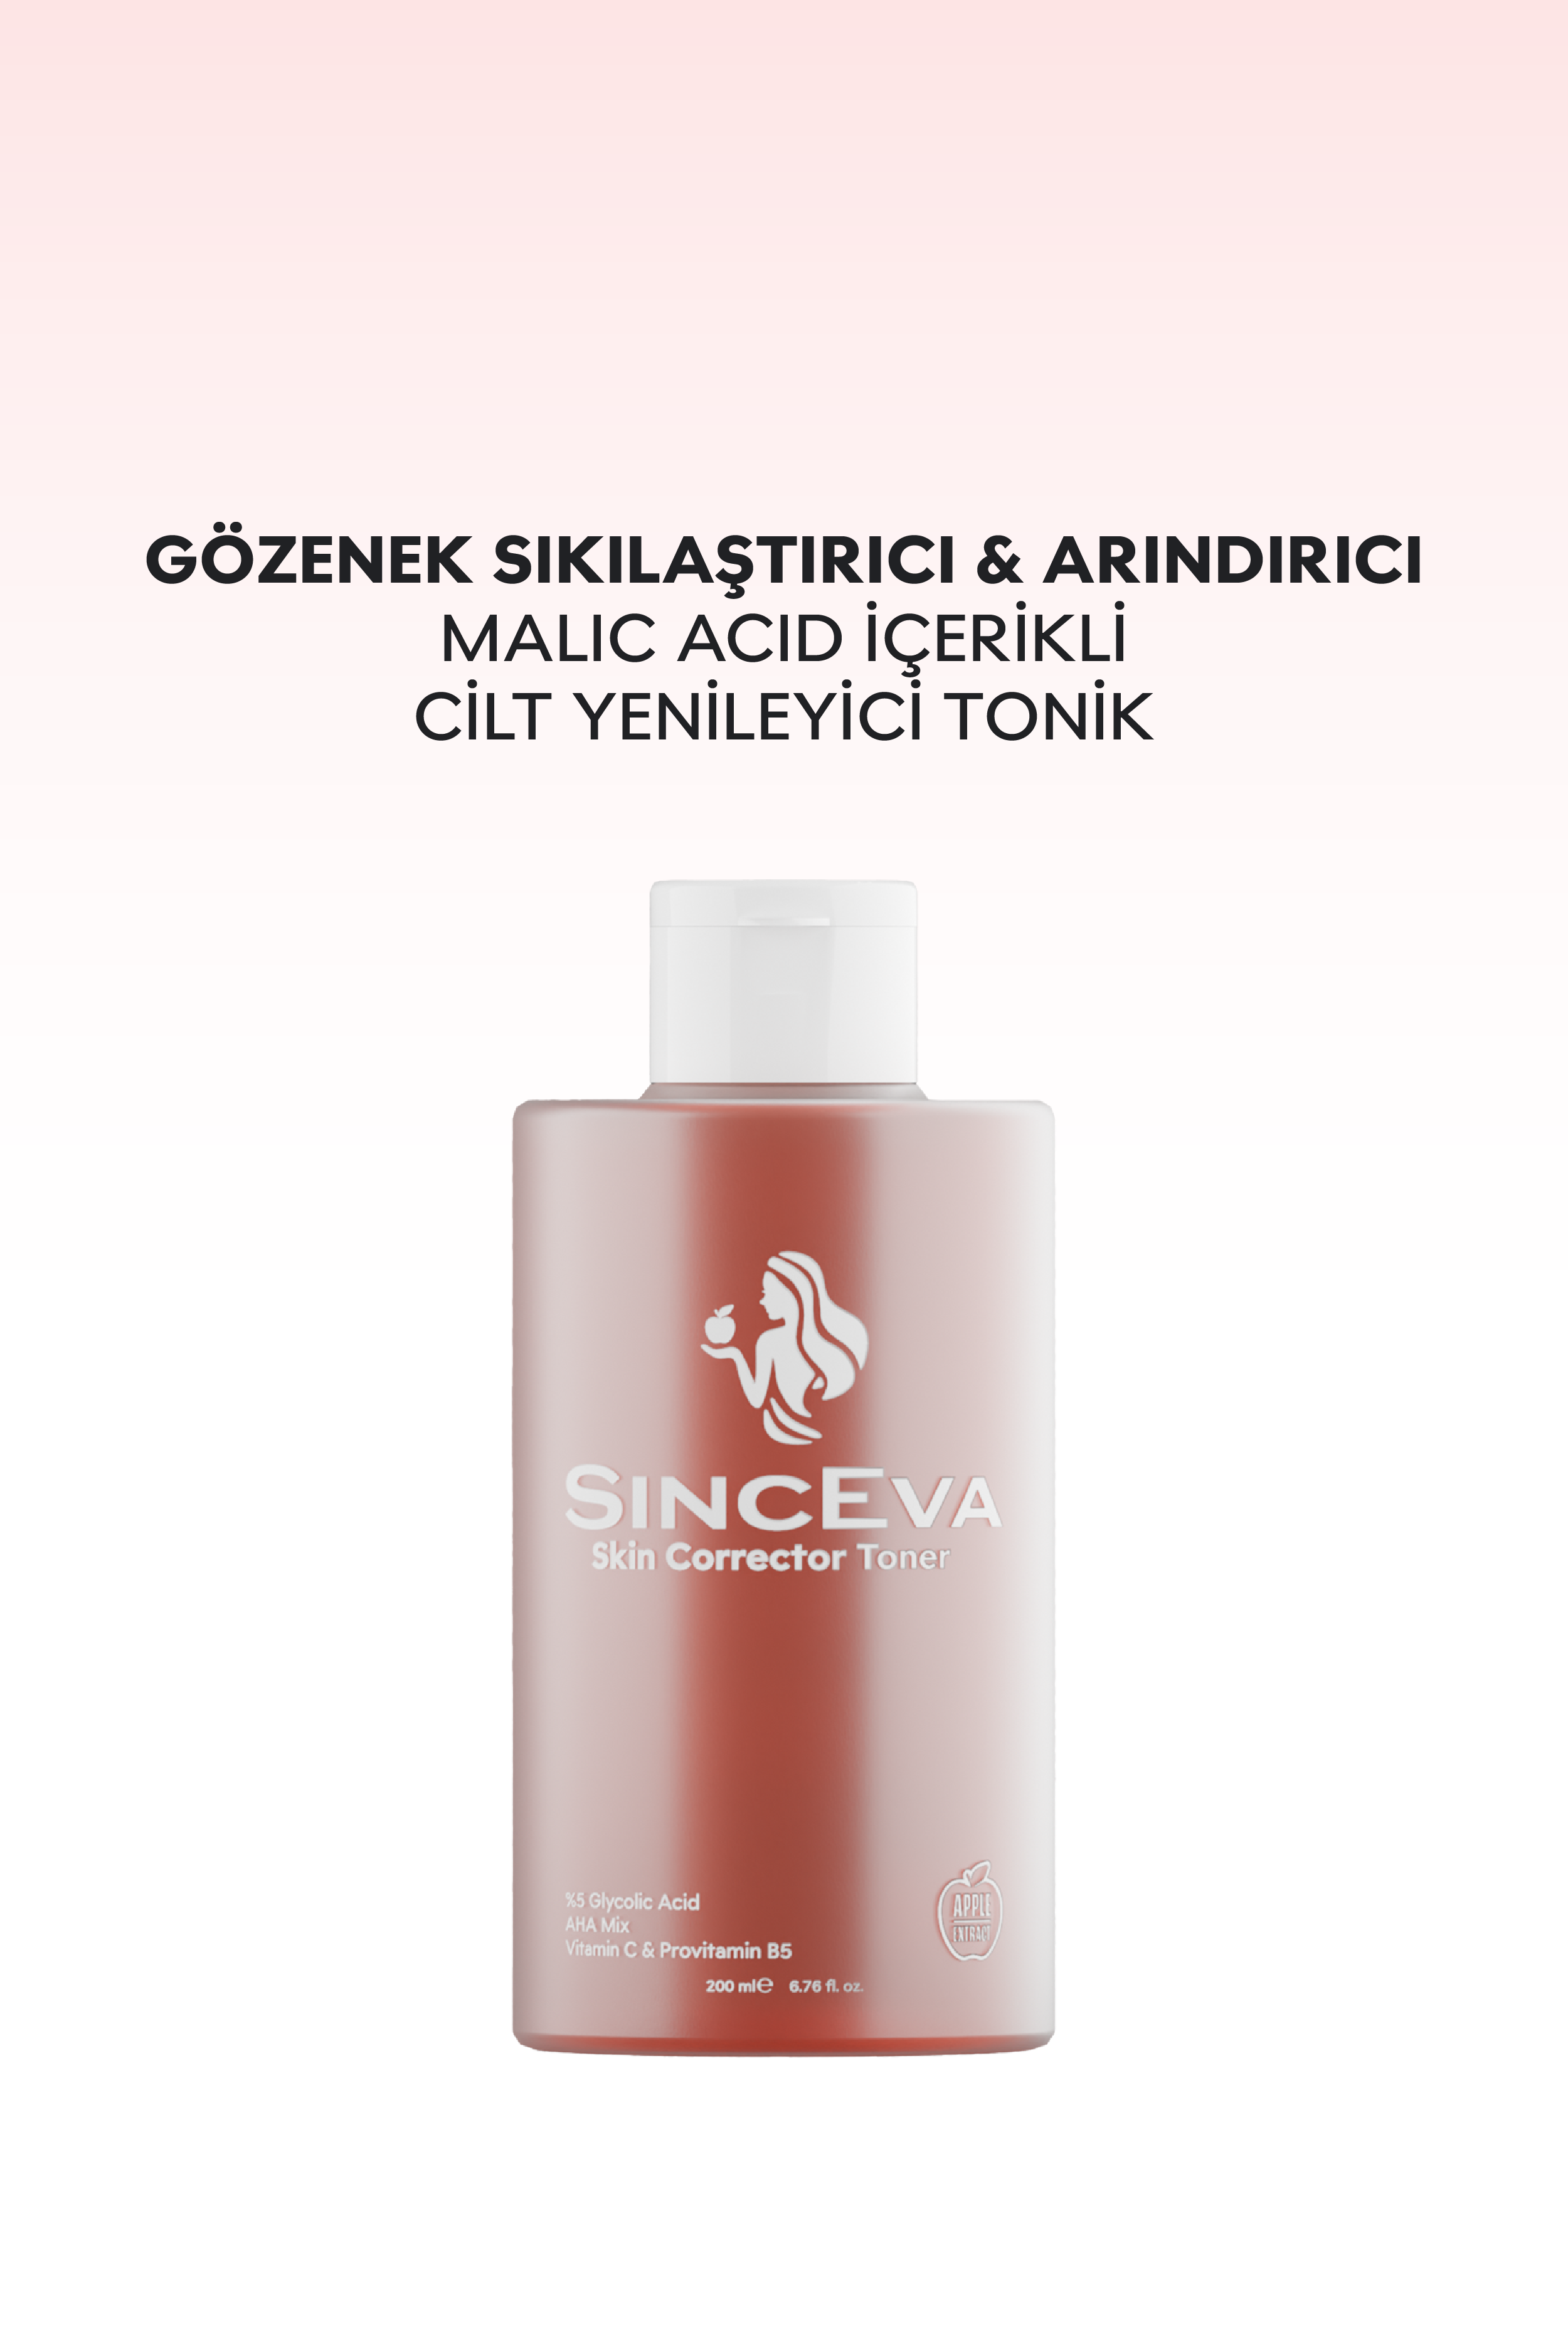 GÖZENEK SIKILAŞTIRICI & ARINDIRICI
MALIC ACID İÇERİKLİ
CİLT YENİLEYİCİ TONİK
SINCEVA
Skin Corrector Toner
%5 Glycolic Acid
AHA Mix
Vitamin C & Provitamin B5
APPLE
EXTRACT
200 ml℮ 6.76 fl. oz.